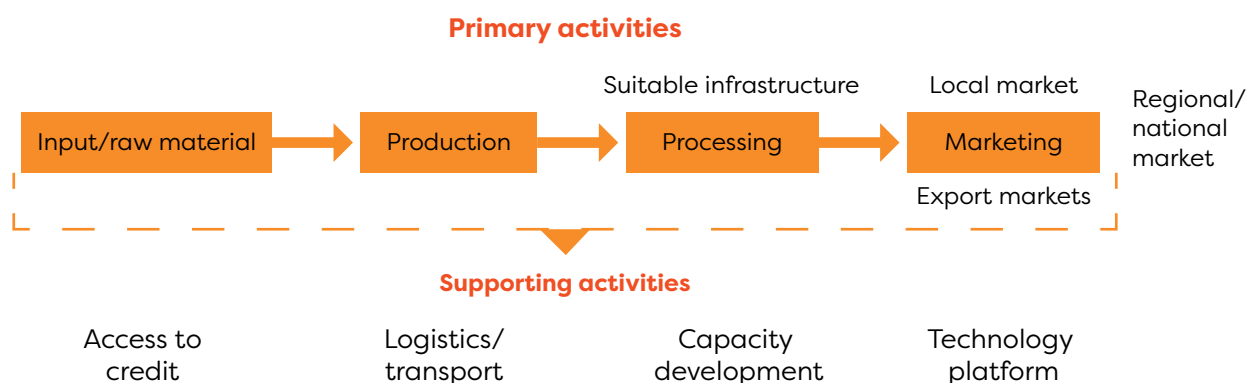 Primary activities
Suitable infrastructure
Local market
Input/raw material
Production
Processing
Marketing
Regional/
national
market
Export markets
Supporting activities
Access to
credit
Logistics/
transport
Capacity
development
Technology
platform